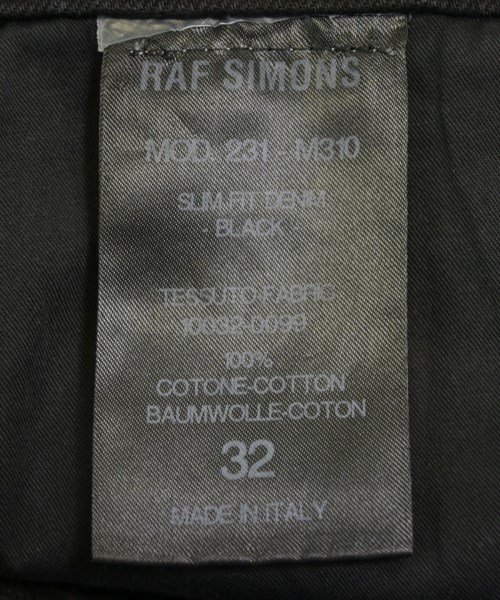 RAF SIMONS
MOD. 231 - M310
SLIM FIT DENIM
- BLACK -
TESSUTO-FABRIC
10032-0099
100%
COTONE-COTTON
BAUMWOLLE-COTON
32
MADE IN ITALY